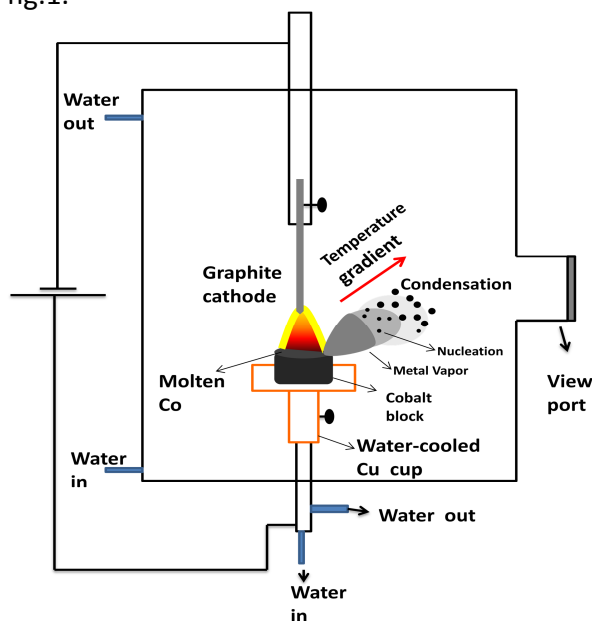 fig.1.
Water
out
Temperature
gradient
Graphite
cathode
Condensation
Nucleation
Metal Vapor
Molten
Co
Cobalt
block
View
port
Water-cooled
Cu cup
Water
in
Water out
Water
in